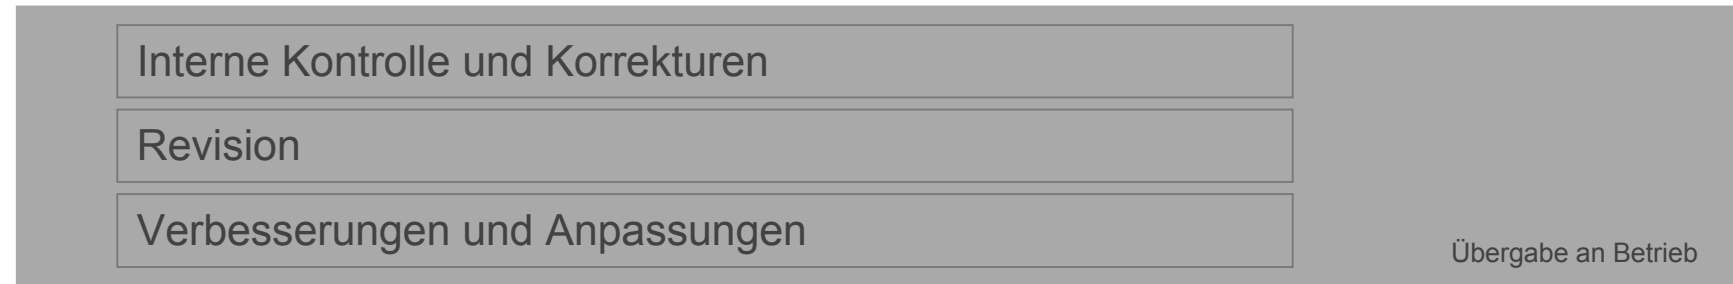 Interne Kontrolle und Korrekturen
Revision
Verbesserungen und Anpassungen
Übergabe an Betrieb